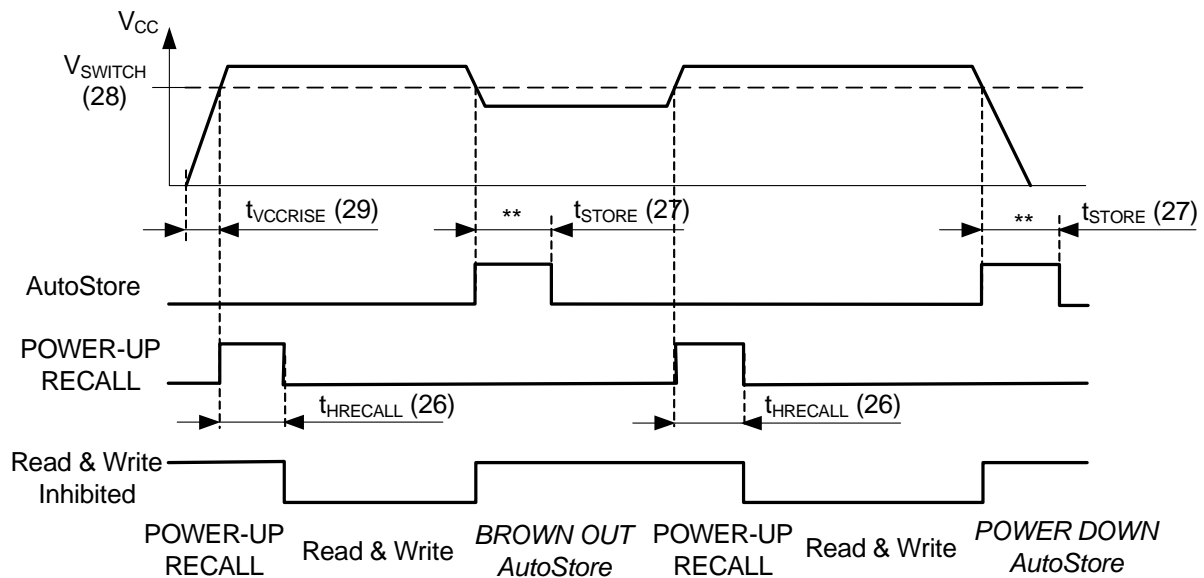 VCC
VSWITCH
(28)
tVCCRISE (29)
**
tSTORE (27)
**
tSTORE (27)
AutoStore
POWER-UP
RECALL
tHRECALL (26)
tHRECALL (26)
Read & Write
Inhibited
POWER-UP
RECALL
Read & Write
BROWN OUT
AutoStore
POWER-UP
RECALL
Read & Write
POWER DOWN
AutoStore